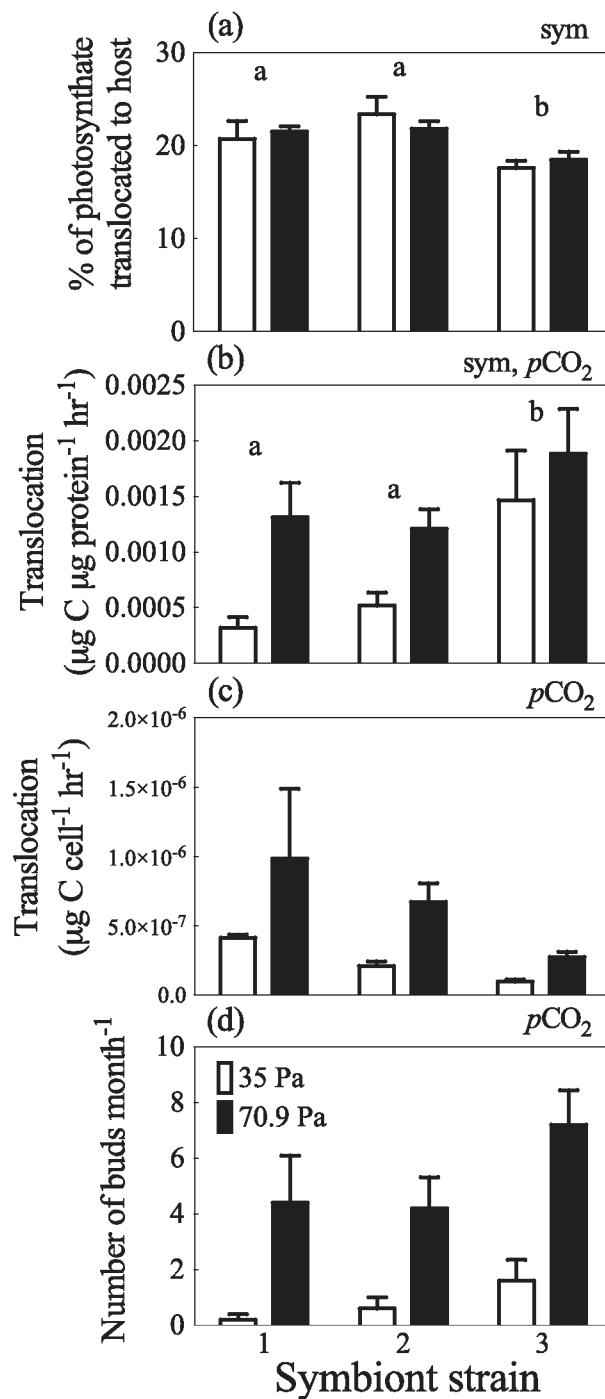 (a) sym
% of photosynthate
translocated to host
30
20
10
0
a a b
(b) sym, pCO₂
Translocation
(µg C µg protein⁻¹ hr⁻¹)
0.0025
0.0020
0.0015
0.0010
0.0005
0.0000
a a b
(c) pCO₂
Translocation
(µg C cell⁻¹ hr⁻¹)
2.0×10⁻⁶
1.5×10⁻⁶
1.0×10⁻⁶
5.0×10⁻⁷
0.0
(d) pCO₂
Number of buds month⁻¹
10
8
6
4
2
0
35 Pa
70.9 Pa
1 2 3
Symbiont strain